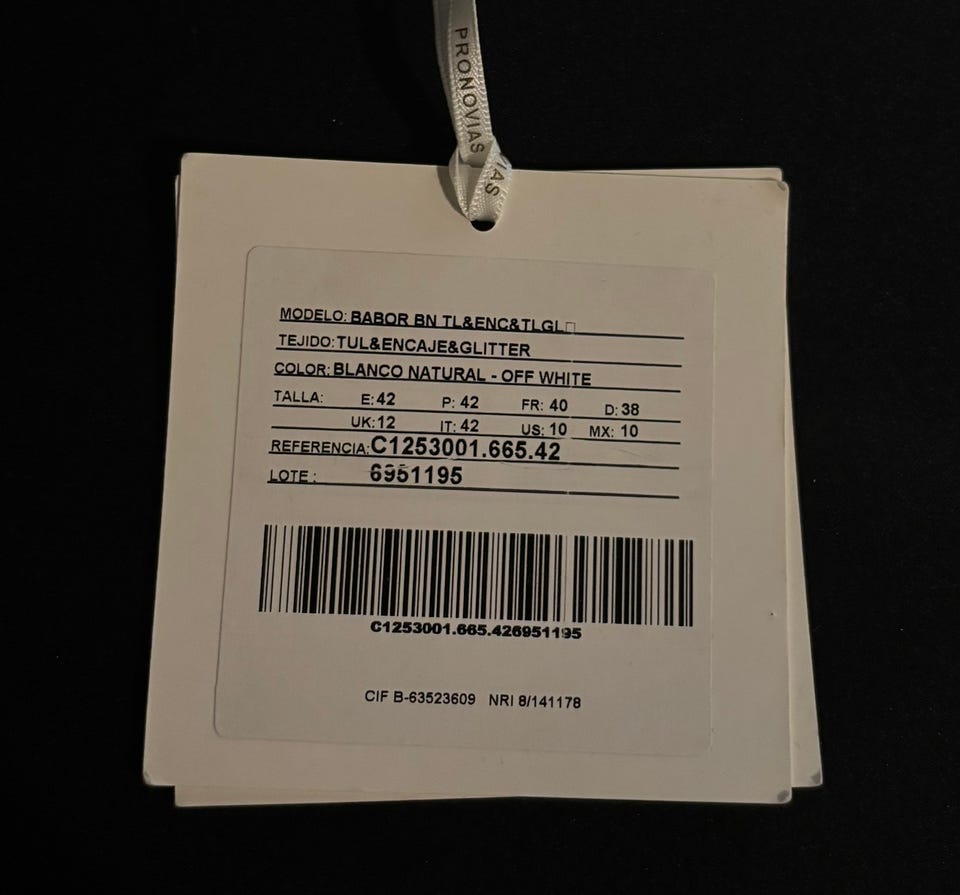 PRONOVIAS
VIAS
MODELO: BABOR BN TL&ENC&TLGL□
TEJIDO: TUL&ENCAJE&GLITTER
COLOR: BLANCO NATURAL - OFF WHITE
TALLA: E: 42 P: 42 FR: 40 D: 38
UK: 12 IT: 42 US: 10 MX: 10
REFERENCIA: C1253001.665.42
LOTE : 6951195
C1253001.665.426951195
CIF B-63523609 NRI 8/141178